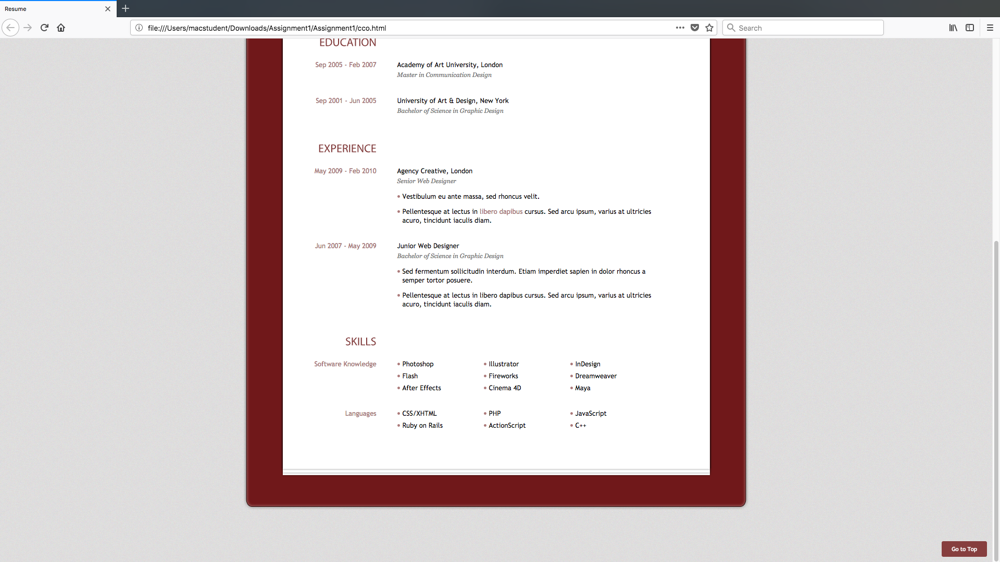 Resume
file:///Users/macstudent/Downloads/Assignment1/Assignment1/cco.html
Search
EDUCATION
Sep 2005 - Feb 2007
Academy of Art University, London
Master in Communication Design
Sep 2001 - Jun 2005
University of Art & Design, New York
Bachelor of Science in Graphic Design
EXPERIENCE
May 2009 - Feb 2010
Agency Creative, London
Senior Web Designer
• Vestibulum eu ante massa, sed rhoncus velit.
• Pellentesque at lectus in libero dapibus cursus. Sed arcu ipsum, varius at ultricies
acuro, tincidunt iaculis diam.
Jun 2007 - May 2009
Junior Web Designer
Bachelor of Science in Graphic Design
• Sed fermentum sollicitudin interdum. Etiam imperdiet sapien in dolor rhoncus a
semper tortor posuere.
• Pellentesque at lectus in libero dapibus cursus. Sed arcu ipsum, varius at ultricies
acuro, tincidunt iaculis diam.
SKILLS
Software Knowledge
• Photoshop • Illustrator • InDesign
• Flash • Fireworks • Dreamweaver
• After Effects • Cinema 4D • Maya
Languages
• CSS/XHTML • PHP • JavaScript
• Ruby on Rails • ActionScript • C++
Go to Top